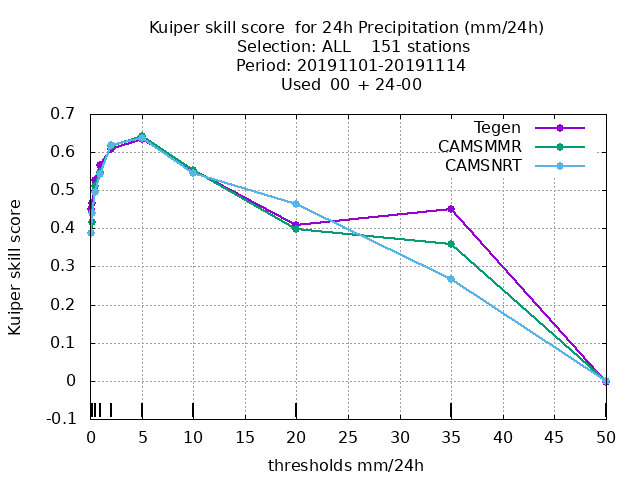 Kuiper skill score  for 24h Precipitation (mm/24h)
Selection: ALL    151 stations
Period: 20191101-20191114
Used  00 + 24-00
Tegen
CAMSMMR
CAMSNRT
Kuiper skill score
0.7
0.6
0.5
0.4
0.3
0.2
0.1
0
-0.1
0 5 10 15 20 25 30 35 40 45 50
thresholds mm/24h